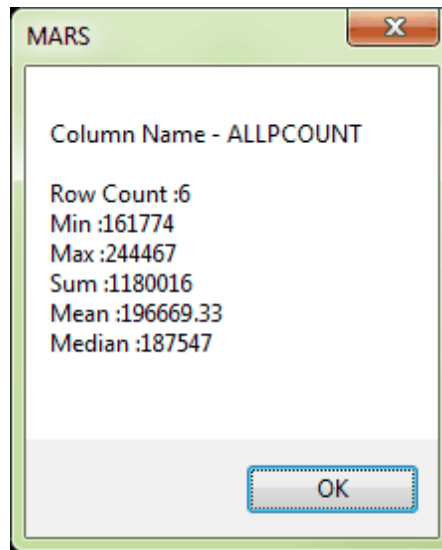 MARS
Column Name - ALLPCOUNT
Row Count :6
Min :161774
Max :244467
Sum :1180016
Mean :196669.33
Median :187547
OK